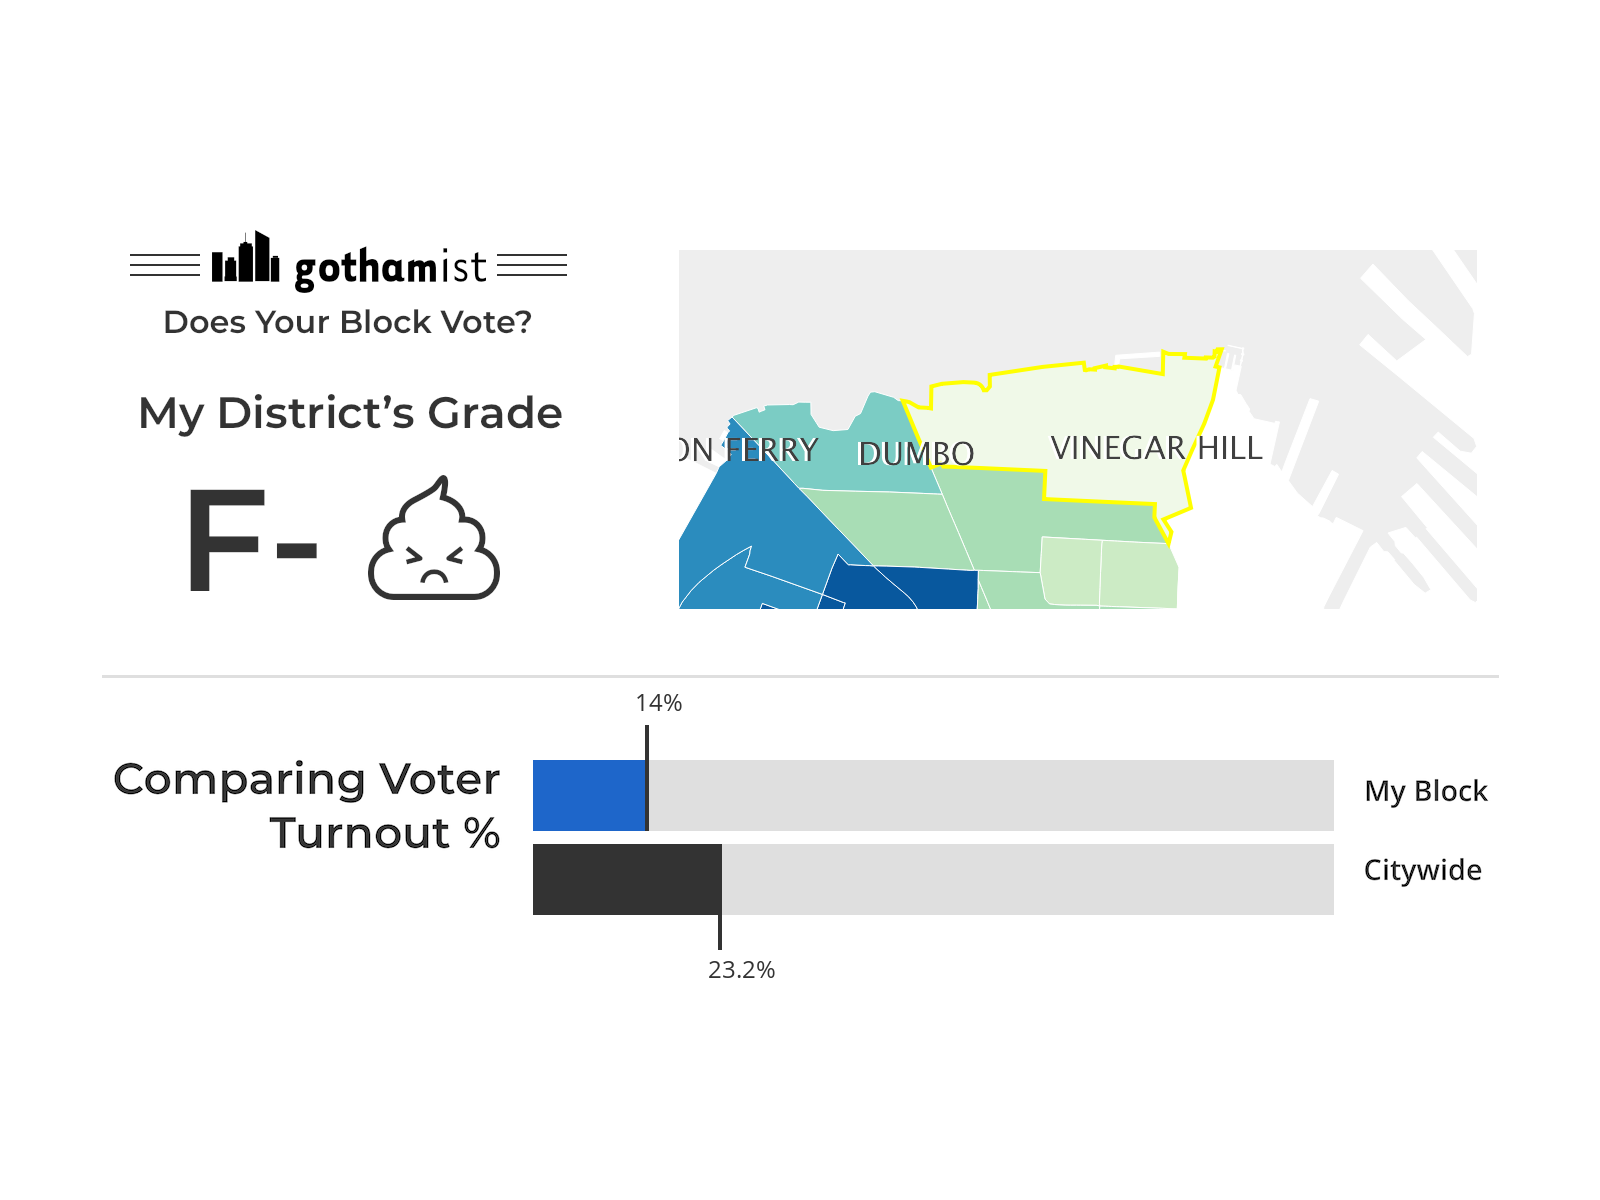 gothamist
Does Your Block Vote?
My District’s Grade
F-
ON FERRY
DUMBO
VINEGAR HILL
14%
Comparing Voter
Turnout %
My Block
Citywide
23.2%